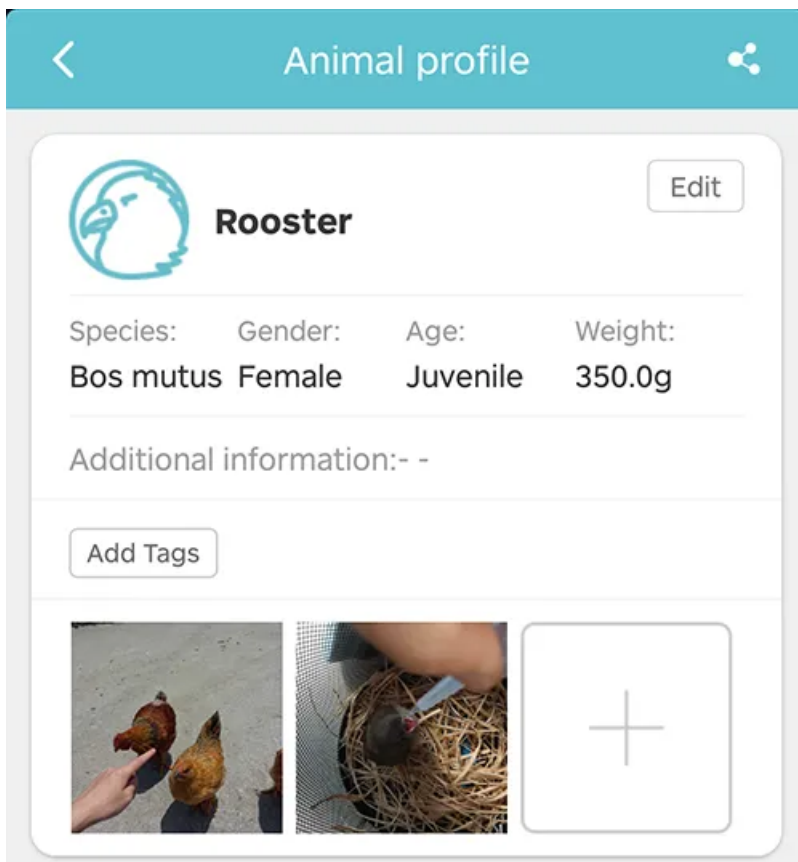 Animal profile
Edit
Rooster
Species: Gender: Age: Weight:
Bos mutus Female Juvenile 350.0g
Additional information:- -
Add Tags